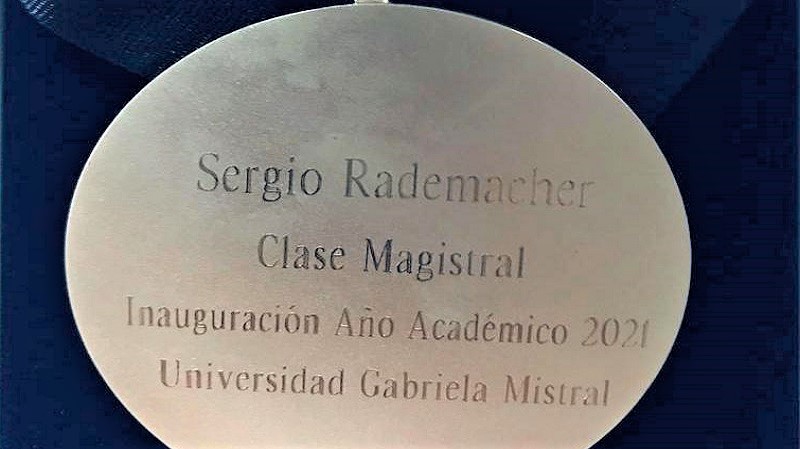 Sergio Rademacher
Clase Magistral
Inauguración Año Académico 2021
Universidad Gabriela Mistral